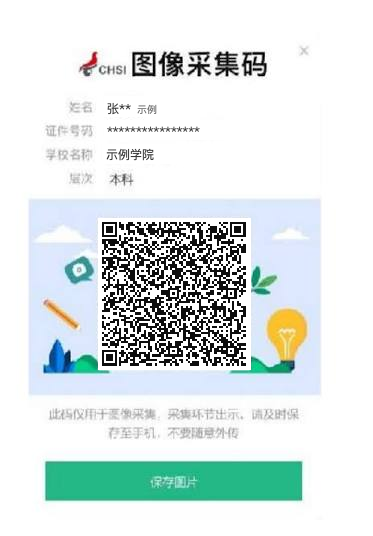 CHSI 图像采集码
×
姓名 张** 示例
证件号码 ****************
学校名称 示例学院
层次 本科
此码仅用于图像采集，采集环节出示。请及时保
存至手机，不要随意外传
保存图片